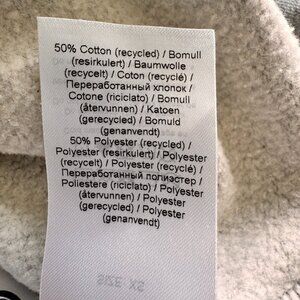 50% Cotton (recycled) / Bomull
(resirkulert) / Baumwolle
(recycelt) / Coton (recyclé) /
Переработанный хлопок /
Cotone (riciclato) / Bomull
(återvunnen) / Katoen
(gerecycled) / Bomuld
(genanvendt)
50% Polyester (recycled) /
Polyester (resirkulert) / Polyester
(recycelt) / Polyester (recyclé) /
Переработанный полиэстер /
Poliestere (riciclato) / Polyester
(återvunnen) / Polyester
(gerecycled) / Polyester
(genanvendt)
SIZE XS